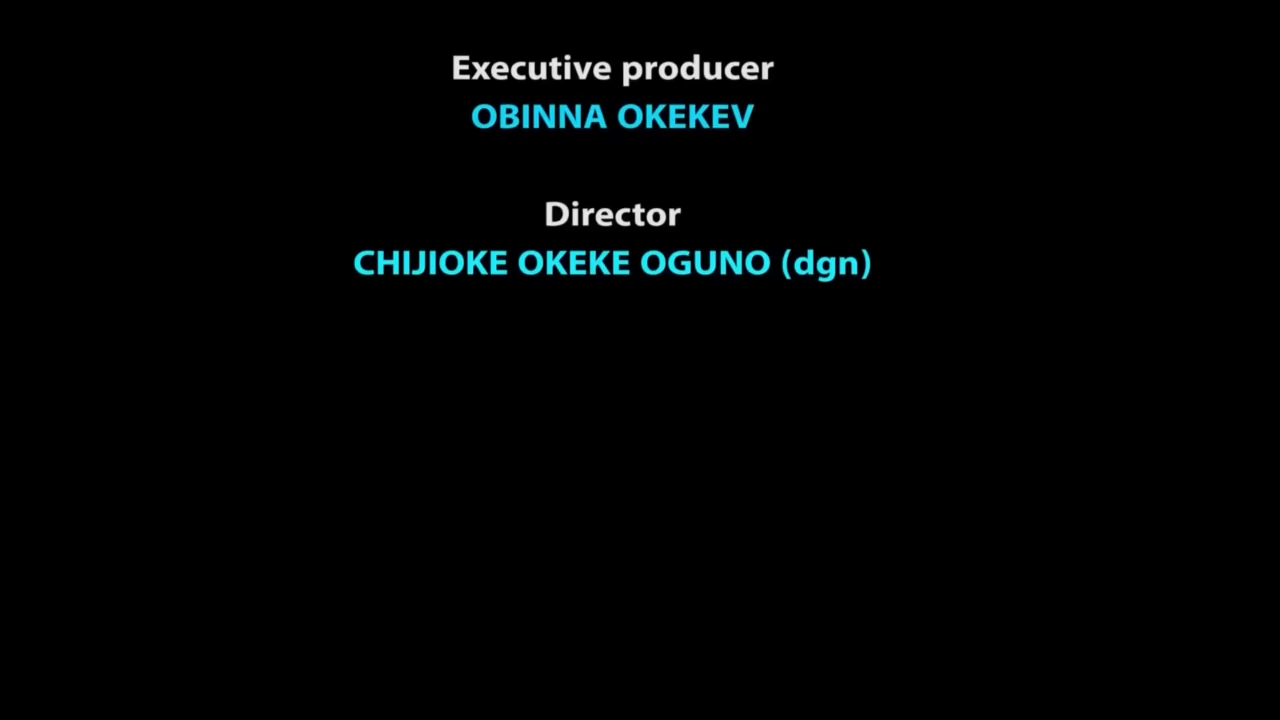 Executive producer
OBINNA OKEKEV
Director
CHIJIOKE OKEKE OGUNO (dgn)